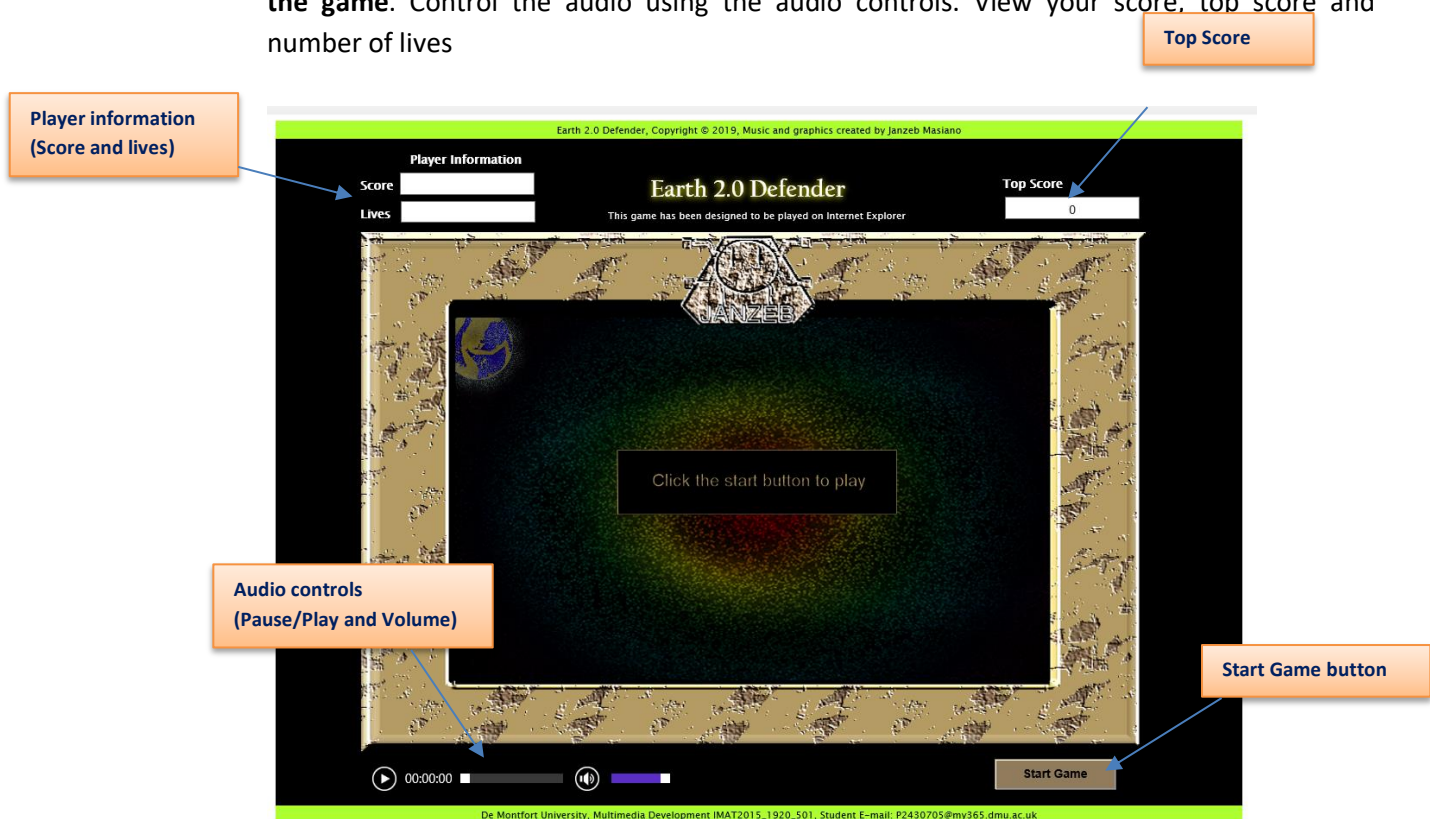 the game. Control the audio using the audio controls. View your score, top score and
number of lives
Top Score
Player information
(Score and lives)
Earth 2.0 Defender, Copyright © 2019, Music and graphics created by Janzeb Masiano
Player Information
Score
Lives
Earth 2.0 Defender
This game has been designed to be played on Internet Explorer
Top Score
0
JANZEB
Click the start button to play
Audio controls
(Pause/Play and Volume)
Start Game button
00:00:00
Start Game
De Montfort University, Multimedia Development IMAT2015_1920_501, Student E-mail: P2430705@my365.dmu.ac.uk